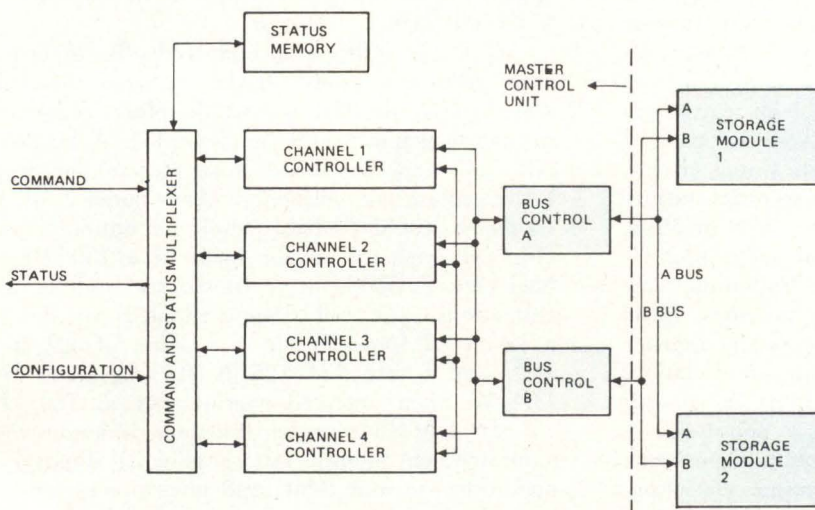 STATUS
MEMORY
MASTER
CONTROL
UNIT
COMMAND
STATUS
CONFIGURATION
COMMAND AND STATUS MULTIPLEXER
CHANNEL 1
CONTROLLER
CHANNEL 2
CONTROLLER
CHANNEL 3
CONTROLLER
CHANNEL 4
CONTROLLER
BUS
CONTROL
A
BUS
CONTROL
B
A BUS
B BUS
A
B
STORAGE
MODULE
1
A
B
STORAGE
MODULE
2